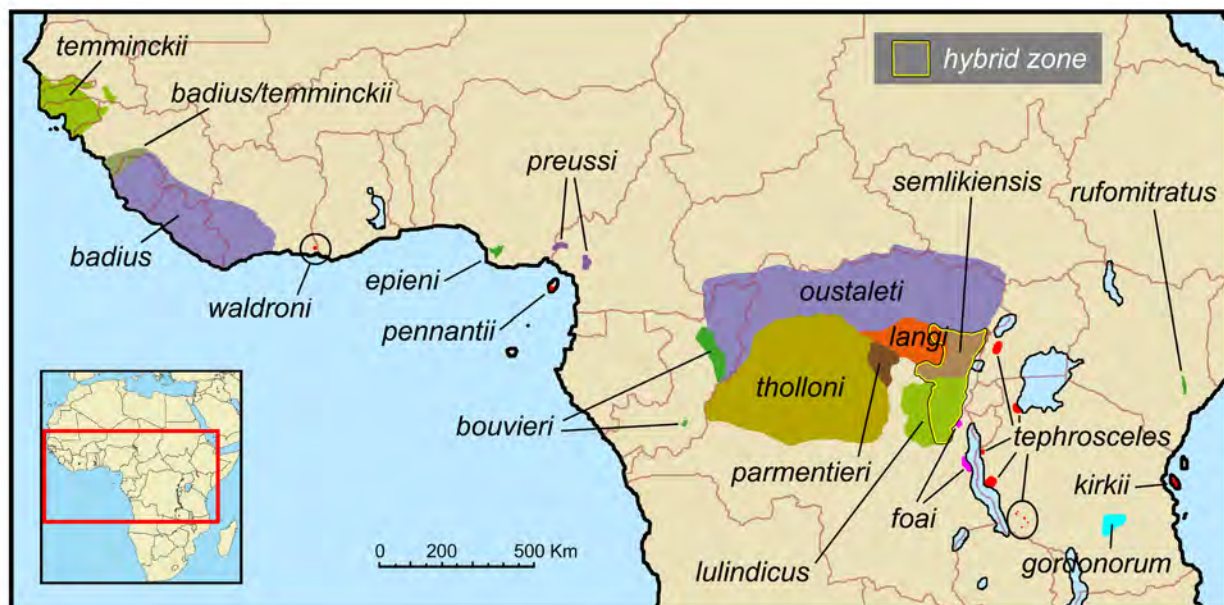 temminckii
hybrid zone
badius/temminckii
preussi
semlikiensis
rufomitratus
badius
epieni
oustaleti
waldroni
pennantii
langi
tholloni
bouvieri
tephrosceles
parmentieri
kirkii
foai
0 200 500 Km
lulindicus
gordonorum